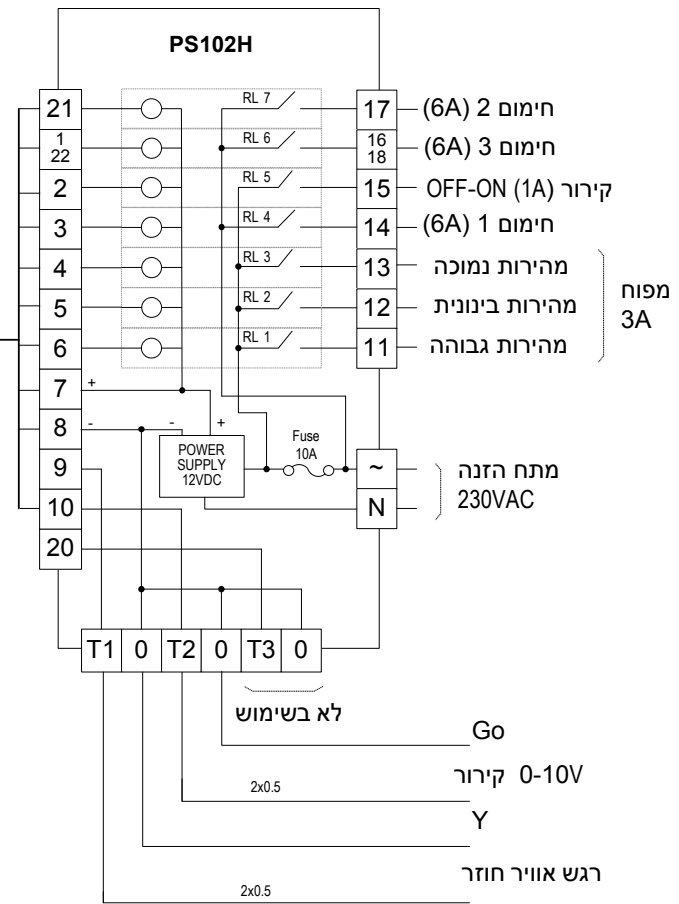 PS102H
21
RL 7
17
חימום 2 (6A)
1
22
RL 6
16
18
חימום 3 (6A)
2
RL 5
15
קירור OFF-ON (1A)
3
RL 4
14
חימום 1 (6A)
4
RL 3
13
מהירות נמוכה
5
RL 2
12
מהירות בינונית
6
RL 1
11
מהירות גבוהה
מפוח
3A
7
+
8
-
-
+
POWER
SUPPLY
12VDC
Fuse
10A
~
9
10
N
מתח הזנה
230VAC
20
T1
0
T2
0
T3
0
לא בשימוש
Go
0-10V קירור
2x0.5
Y
רגש אוויר חוזר
2x0.5